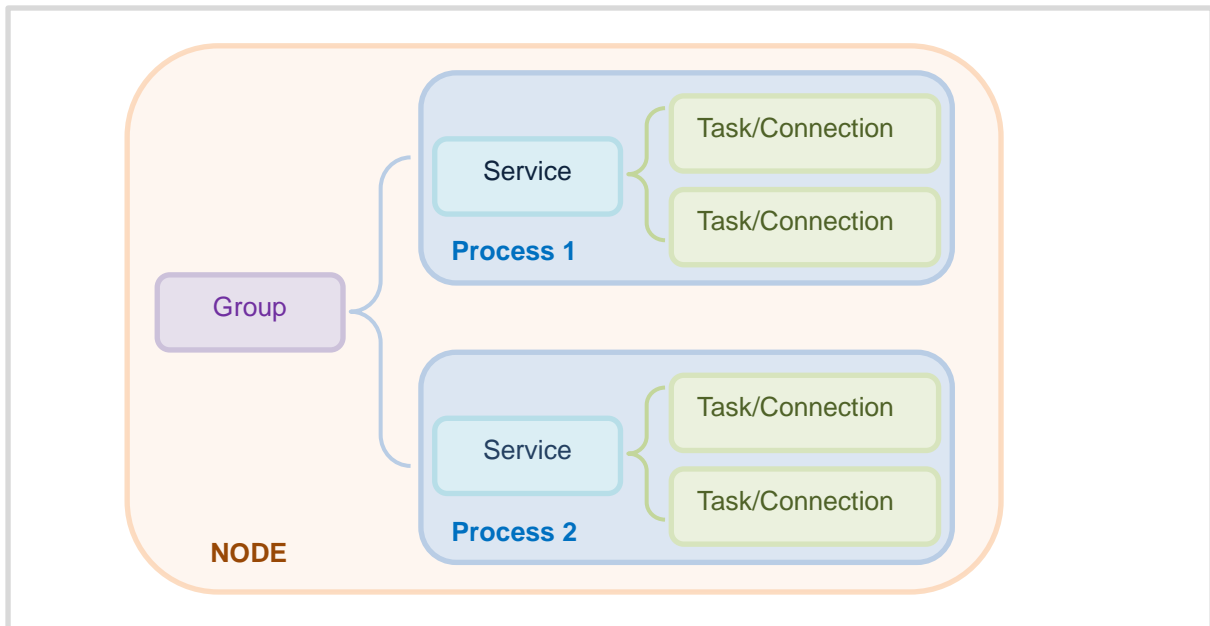 Task/Connection
Service
Task/Connection
Process 1
Group
Task/Connection
Service
Task/Connection
Process 2
NODE